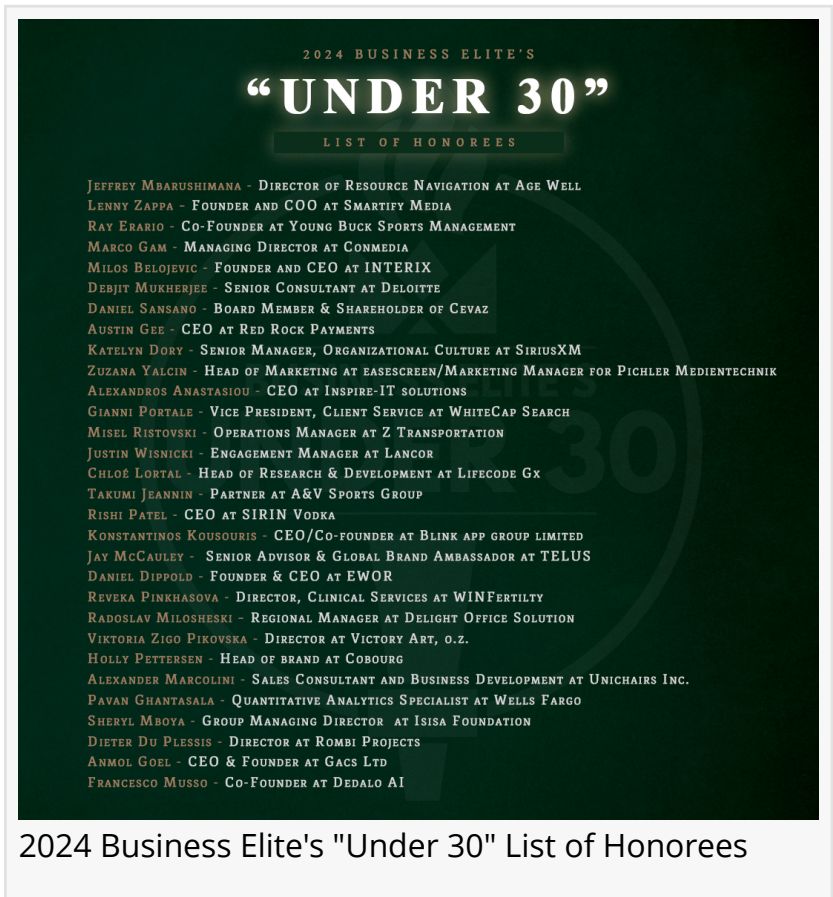 2024 BUSINESS ELITE'S
“UNDER 30”
LIST OF HONOREES
Jeffrey Mbarushimana - Director of Resource Navigation at Age Well
Lenny Zappa - Founder and COO at Smartify Media
Ray Erario - Co-Founder at Young Buck Sports Management
Marco Gam - Managing Director at Conmedia
Milos Belojevic - Founder and CEO at INTERIX
Debjit Mukherjee - Senior Consultant at Deloitte
Daniel Sansano - Board Member & Shareholder of Cevaz
Austin Gee - CEO at Red Rock Payments
Katelyn Dory - Senior Manager, Organizational Culture at SiriusXM
Zuzana Yalcin - Head of Marketing at easescreen/Marketing Manager for Pichler Medientechnik
Alexandros Anastasiou - CEO at Inspire-IT solutions
Gianni Portale - Vice President, Client Service at WhiteCap Search
Misel Ristovski - Operations Manager at Z Transportation
Justin Wisnicki - Engagement Manager at Lancor
Chloé Lortal - Head of Research & Development at Lifecode Gx
Takumi Jeannin - Partner at A&V Sports Group
Rishi Patel - CEO at SIRIN Vodka
Konstantinos Kousouris - CEO/Co-founder at Blink app group limited
Jay McCauley - Senior Advisor & Global Brand Ambassador at TELUS
Daniel Dippold - Founder & CEO at EWOR
Reveka Pinkhasova - Director, Clinical Services at WINFertilty
Radoslav Milosheski - Regional Manager at Delight Office Solution
Viktoria Zigo Pikovska - Director at Victory Art, o.z.
Holly Pettersen - Head of brand at Cobourg
Alexander Marcolini - Sales Consultant and Business Development at Unichairs Inc.
Pavan Ghantasala - Quantitative Analytics Specialist at Wells Fargo
Sheryl Mboya - Group Managing Director at Isisa Foundation
Dieter Du Plessis - Director at Rombi Projects
Anmol Goel - CEO & Founder at Gacs Ltd
Francesco Musso - Co-Founder at Dedalo AI
BUSINESS ELITE'S
UNDER 30
2024 Business Elite's "Under 30" List of Honorees